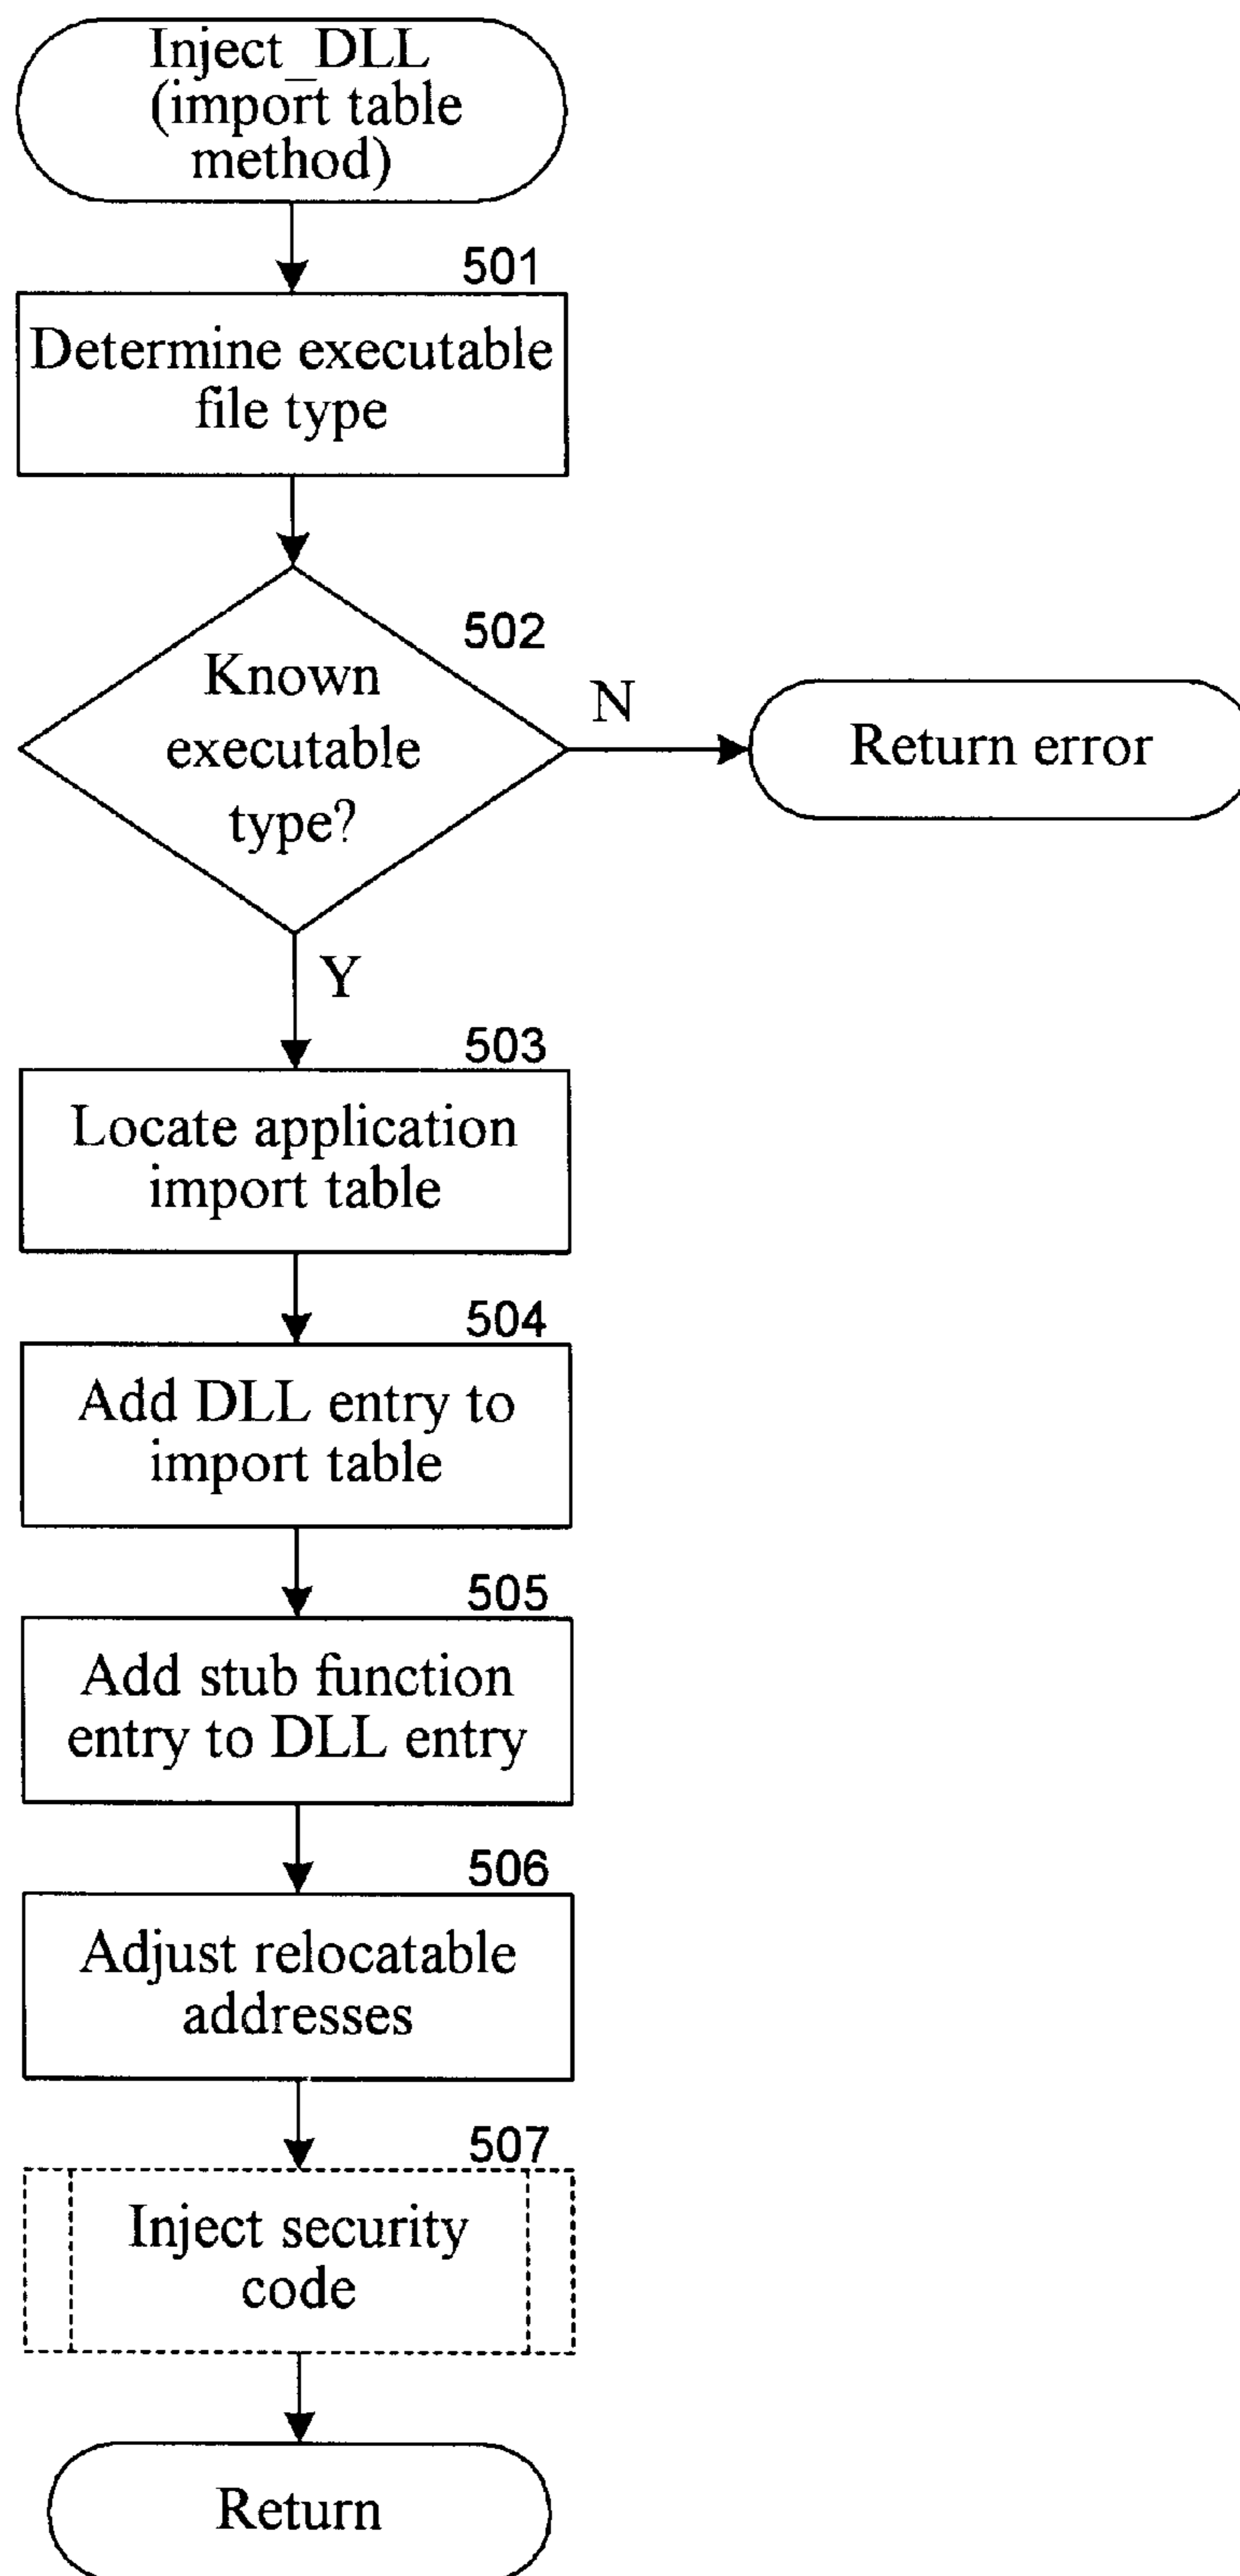 Inject_DLL
(import table
method)
501
Determine executable
file type
502
Known
executable
type?
N
Return error
Y
503
Locate application
import table
504
Add DLL entry to
import table
505
Add stub function
entry to DLL entry
506
Adjust relocatable
addresses
507
Inject security
code
Return